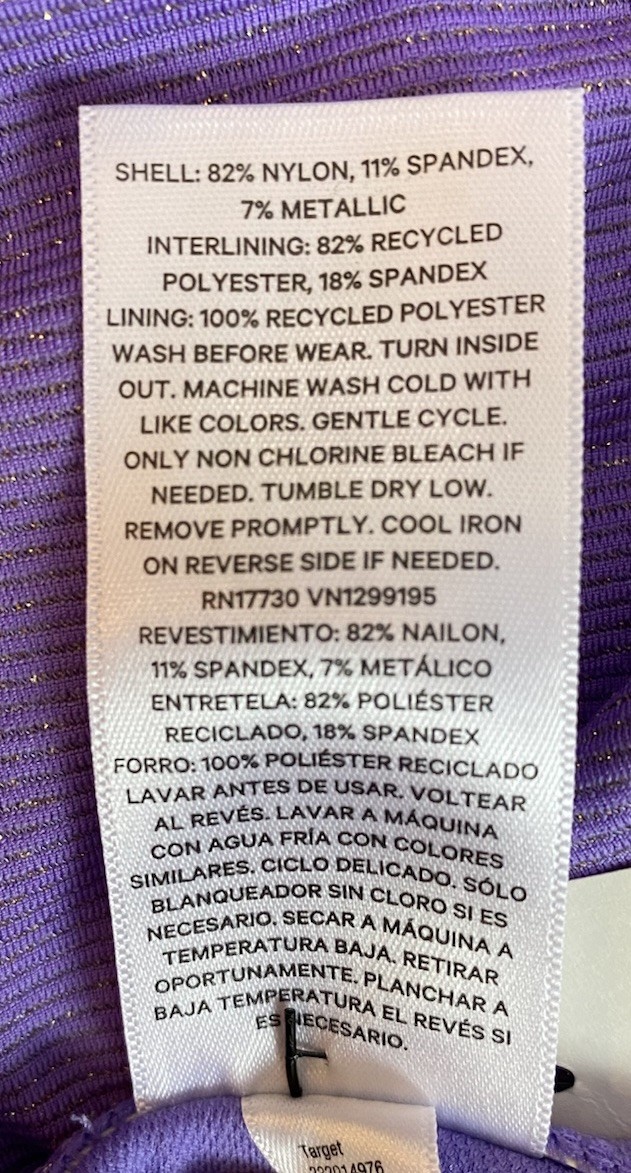 SHELL: 82% NYLON, 11% SPANDEX,
7% METALLIC
INTERLINING: 82% RECYCLED
POLYESTER, 18% SPANDEX
LINING: 100% RECYCLED POLYESTER
WASH BEFORE WEAR. TURN INSIDE
OUT. MACHINE WASH COLD WITH
LIKE COLORS. GENTLE CYCLE.
ONLY NON CHLORINE BLEACH IF
NEEDED. TUMBLE DRY LOW.
REMOVE PROMPTLY. COOL IRON
ON REVERSE SIDE IF NEEDED.
RN17730 VN1299195
REVESTIMIENTO: 82% NAILON,
11% SPANDEX, 7% METÁLICO
ENTRETELA: 82% POLIÉSTER
RECICLADO, 18% SPANDEX
FORRO: 100% POLIÉSTER RECICLADO
LAVAR ANTES DE USAR. VOLTEAR
AL REVÉS. LAVAR A MÁQUINA
CON AGUA FRÍA CON COLORES
SIMILARES. CICLO DELICADO. SÓLO
BLANQUEADOR SIN CLORO SI ES
NECESARIO. SECAR A MÁQUINA A
TEMPERATURA BAJA. RETIRAR
OPORTUNAMENTE. PLANCHAR A
BAJA TEMPERATURA EL REVÉS SI
ES NECESARIO.
Target